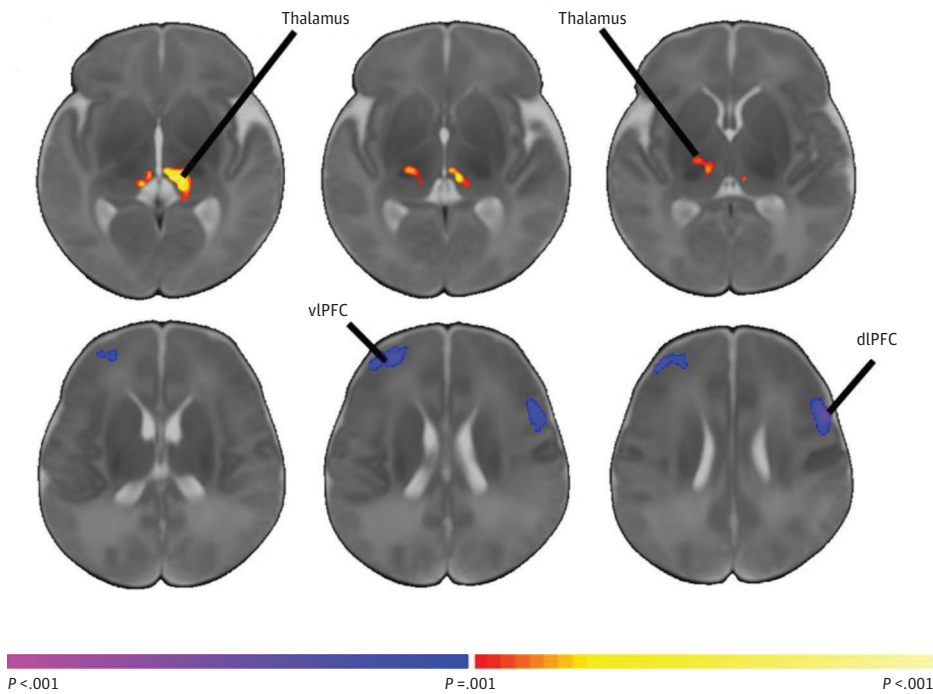 Thalamus
Thalamus
vlPFC
dlPFC
P <.001
P =.001
P <.001